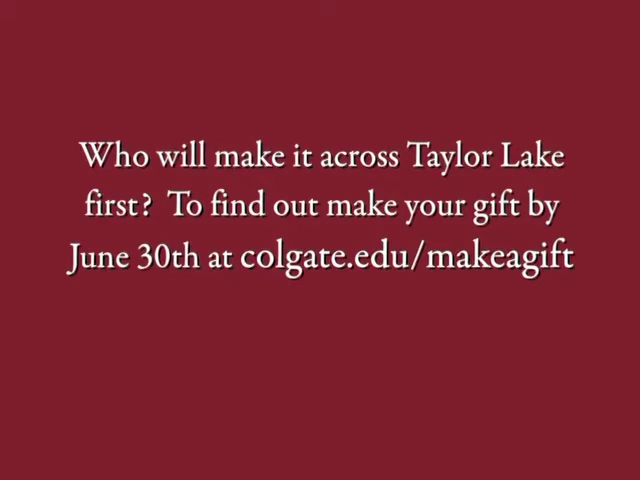 Who will make it across Taylor Lake
first?  To find out make your gift by
June 30th at colgate.edu/makeagift